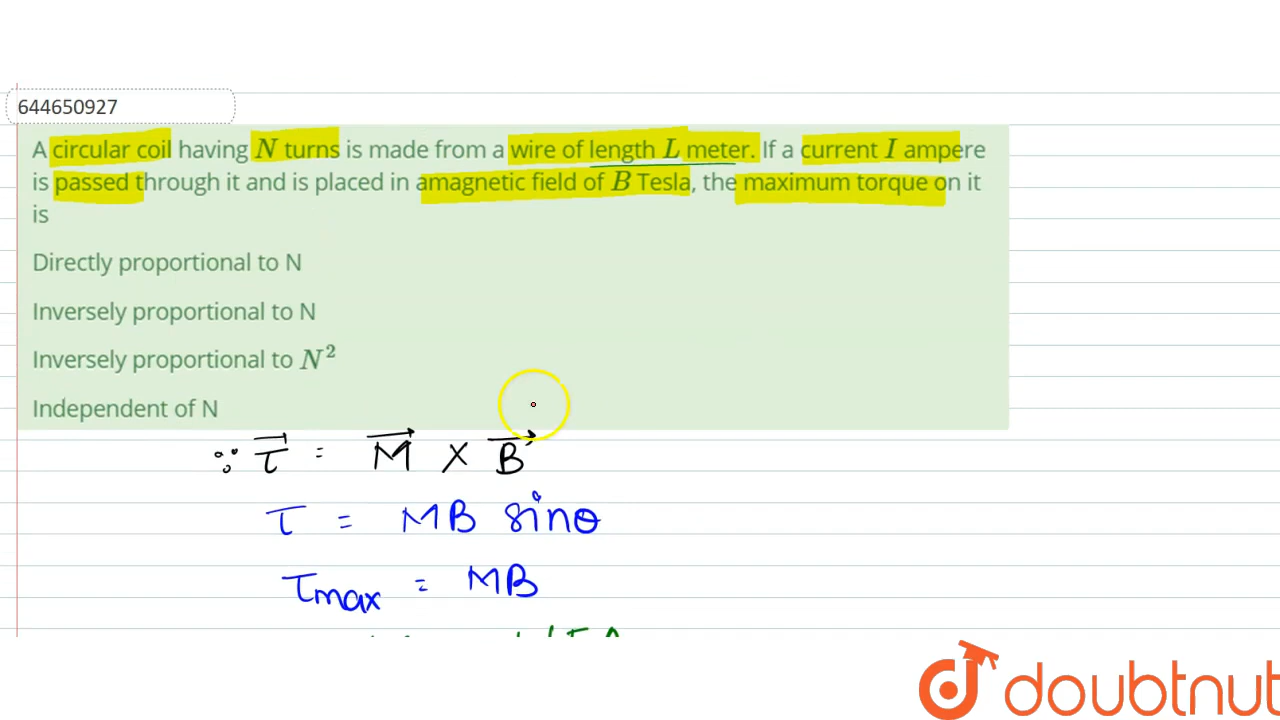 644650927
A circular coil having N turns is made from a wire of length L meter. If a current I ampere
is passed through it and is placed in amagnetic field of B Tesla, the maximum torque on it
is
Directly proportional to N
Inversely proportional to N
Inversely proportional to N²
Independent of N
∵ τ⃗ = M⃗ × B⃗
τ = MB sinθ
τmax = MB
doubtnut